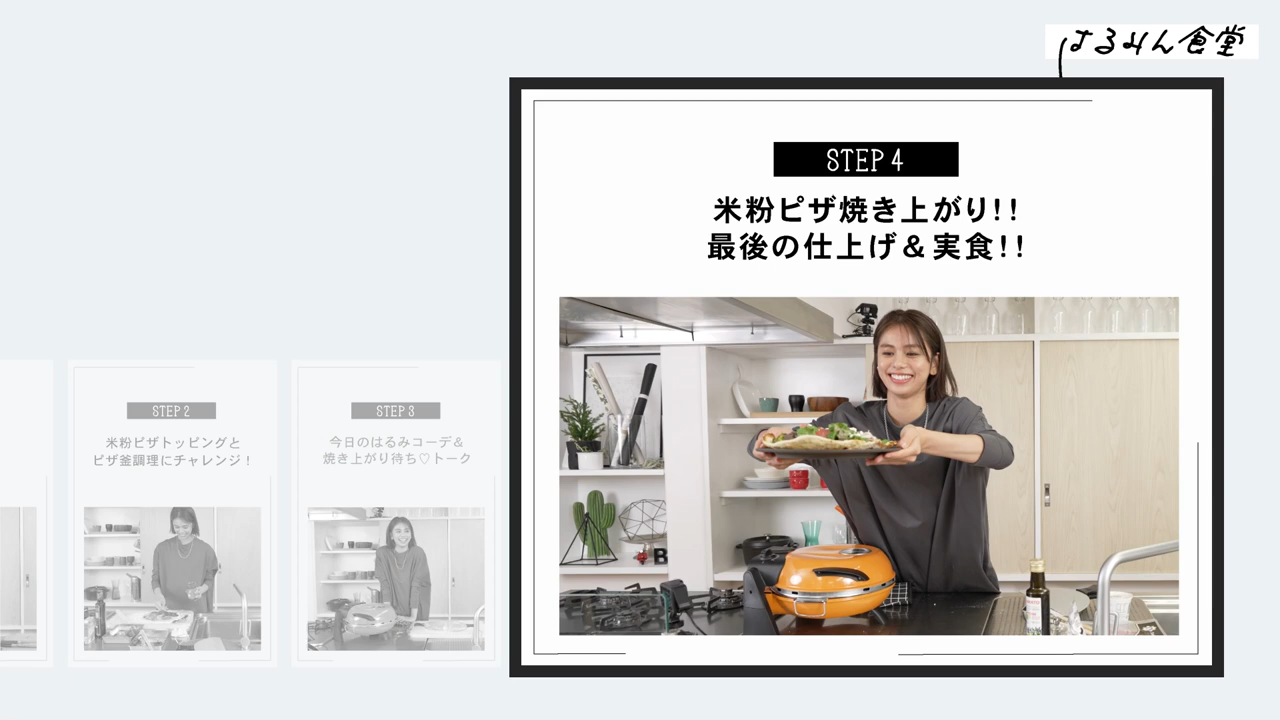 はるみん食堂
STEP 4
米粉ピザ焼き上がり!!
最後の仕上げ＆実食!!
STEP 2
米粉ピザトッピングと
ピザ釜調理にチャレンジ！
STEP 3
今日のはるみコーデ＆
焼き上がり待ち♡トーク